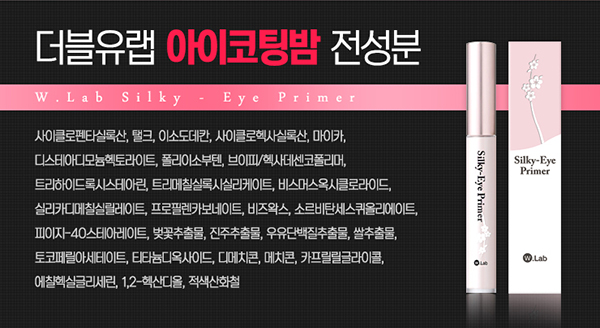 더블유랩 아이코팅밤 전성분
W.Lab Silky - Eye Primer
사이클로펜타실록산, 탤크, 이소도데칸, 사이클로헥사실록산, 마이카,
디스테아디모늄헥토라이트, 폴리아소부텐, 브이피/헥사데센코폴리머,
트리하이드록시스테아린, 트리메칠실록시실리케이트, 비스머스옥시클로라이드,
실리카디메칠실릴레이트, 프로필렌카보네이트, 비즈왁스, 소르비탄세스퀴올리에이트,
피이지-40스테아레이트, 벚꽃추출물, 진주추출물, 우유단백질추출물, 쌀추출물,
토코페릴아세테이트, 티타늄디옥사이드, 디메치콘, 메치콘, 카프릴릴글라이콜,
에칠헥실글리세린, 1,2-헥산디올, 적색산화철
Silky-Eye Primer
W.Lab
Silky-Eye
Primer
W.Lab